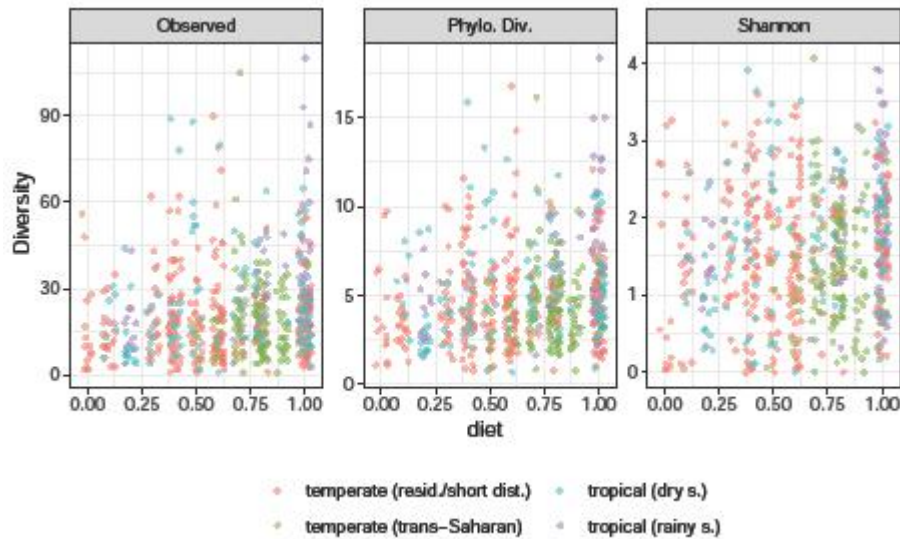 Observed Phylo. Div. Shannon
Diversity
90
60
30
0
15
10
5
0
4
3
2
1
0
0.00 0.25 0.50 0.75 1.00 0.00 0.25 0.50 0.75 1.00 0.00 0.25 0.50 0.75 1.00
diet
temperate (resid./short dist.) tropical (dry s.)
temperate (trans-Saharan) tropical (rainy s.)